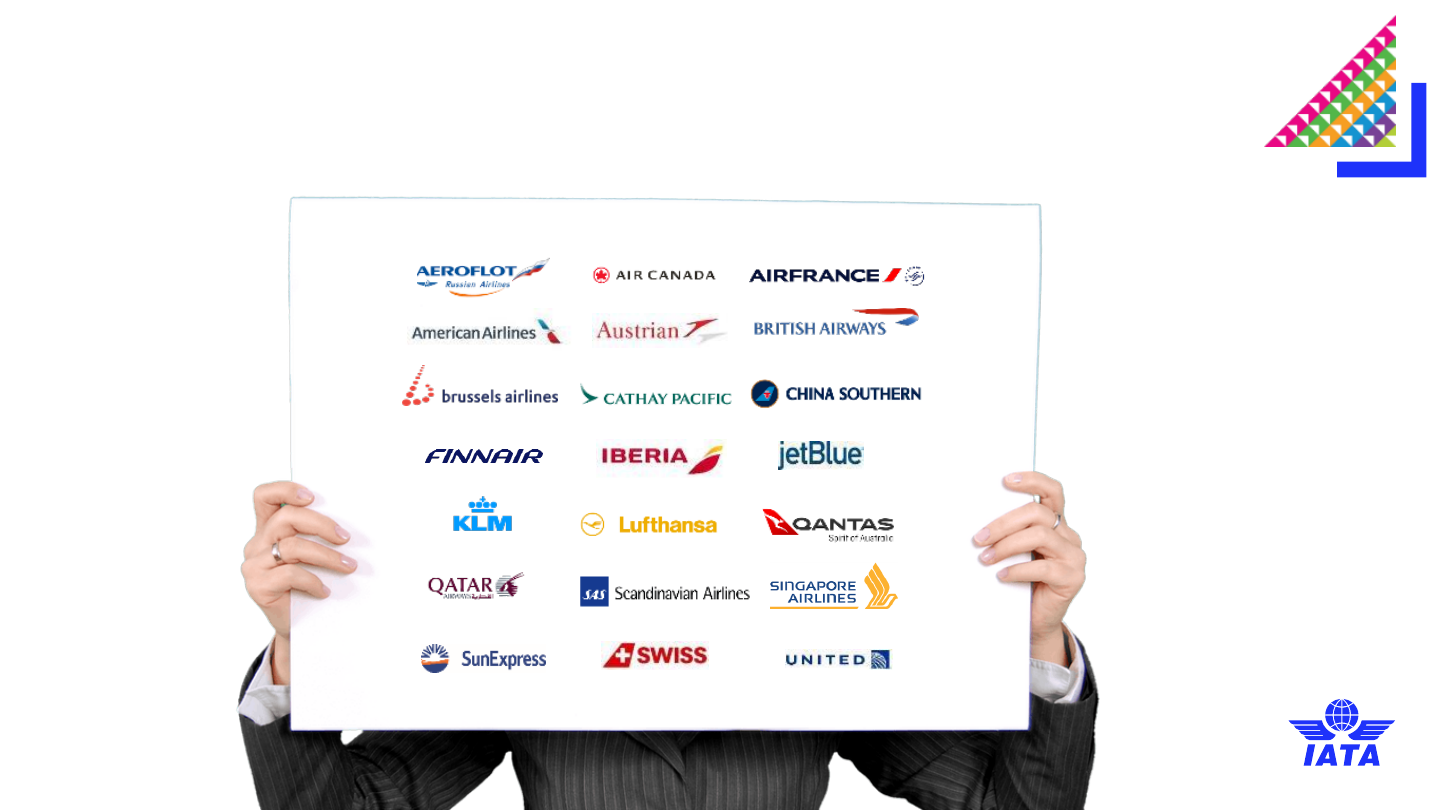 AEROFLOT
Russian Airlines
AIR CANADA
AIRFRANCE
American Airlines
Austrian
BRITISH AIRWAYS
brussels airlines
CATHAY PACIFIC
CHINA SOUTHERN
FINNAIR
IBERIA
jetBlue
KLM
Lufthansa
QANTAS
Spirit of Australia
QATAR
AIRWAYS القطرية
SAS Scandinavian Airlines
SINGAPORE
AIRLINES
SunExpress
SWISS
UNITED
IATA